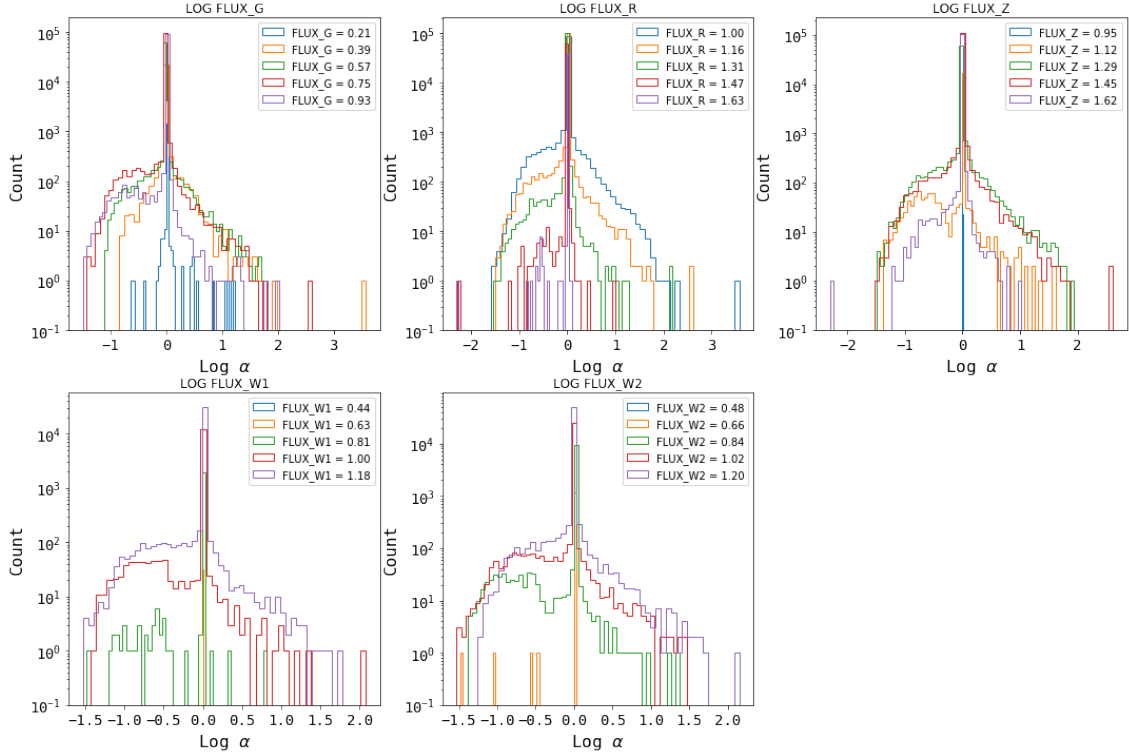 LOG FLUX_G
FLUX_G = 0.21
FLUX_G = 0.39
FLUX_G = 0.57
FLUX_G = 0.75
FLUX_G = 0.93
10^5
10^4
10^3
10^2
10^1
10^0
10^-1
Count
−1 0 1 2 3
Log α
LOG FLUX_R
FLUX_R = 1.00
FLUX_R = 1.16
FLUX_R = 1.31
FLUX_R = 1.47
FLUX_R = 1.63
10^5
10^4
10^3
10^2
10^1
10^0
10^-1
Count
−2 −1 0 1 2 3
Log α
LOG FLUX_Z
FLUX_Z = 0.95
FLUX_Z = 1.12
FLUX_Z = 1.29
FLUX_Z = 1.45
FLUX_Z = 1.62
10^5
10^4
10^3
10^2
10^1
10^0
10^-1
Count
−2 −1 0 1 2
Log α
LOG FLUX_W1
FLUX_W1 = 0.44
FLUX_W1 = 0.63
FLUX_W1 = 0.81
FLUX_W1 = 1.00
FLUX_W1 = 1.18
10^4
10^3
10^2
10^1
10^0
10^-1
Count
−1.5 −1.0 −0.5 0.0 0.5 1.0 1.5 2.0
Log α
LOG FLUX_W2
FLUX_W2 = 0.48
FLUX_W2 = 0.66
FLUX_W2 = 0.84
FLUX_W2 = 1.02
FLUX_W2 = 1.20
10^4
10^3
10^2
10^1
10^0
10^-1
Count
−1.5 −1.0 −0.5 0.0 0.5 1.0 1.5 2.0
Log α